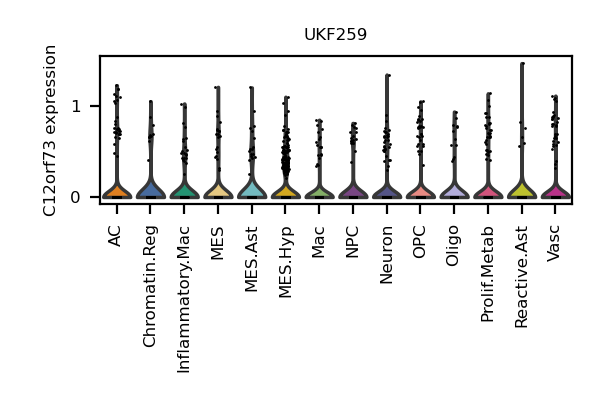 UKF259
C12orf73 expression
1
0
AC
Chromatin.Reg
Inflammatory.Mac
MES
MES.Ast
MES.Hyp
Mac
NPC
Neuron
OPC
Oligo
Prolif.Metab
Reactive.Ast
Vasc